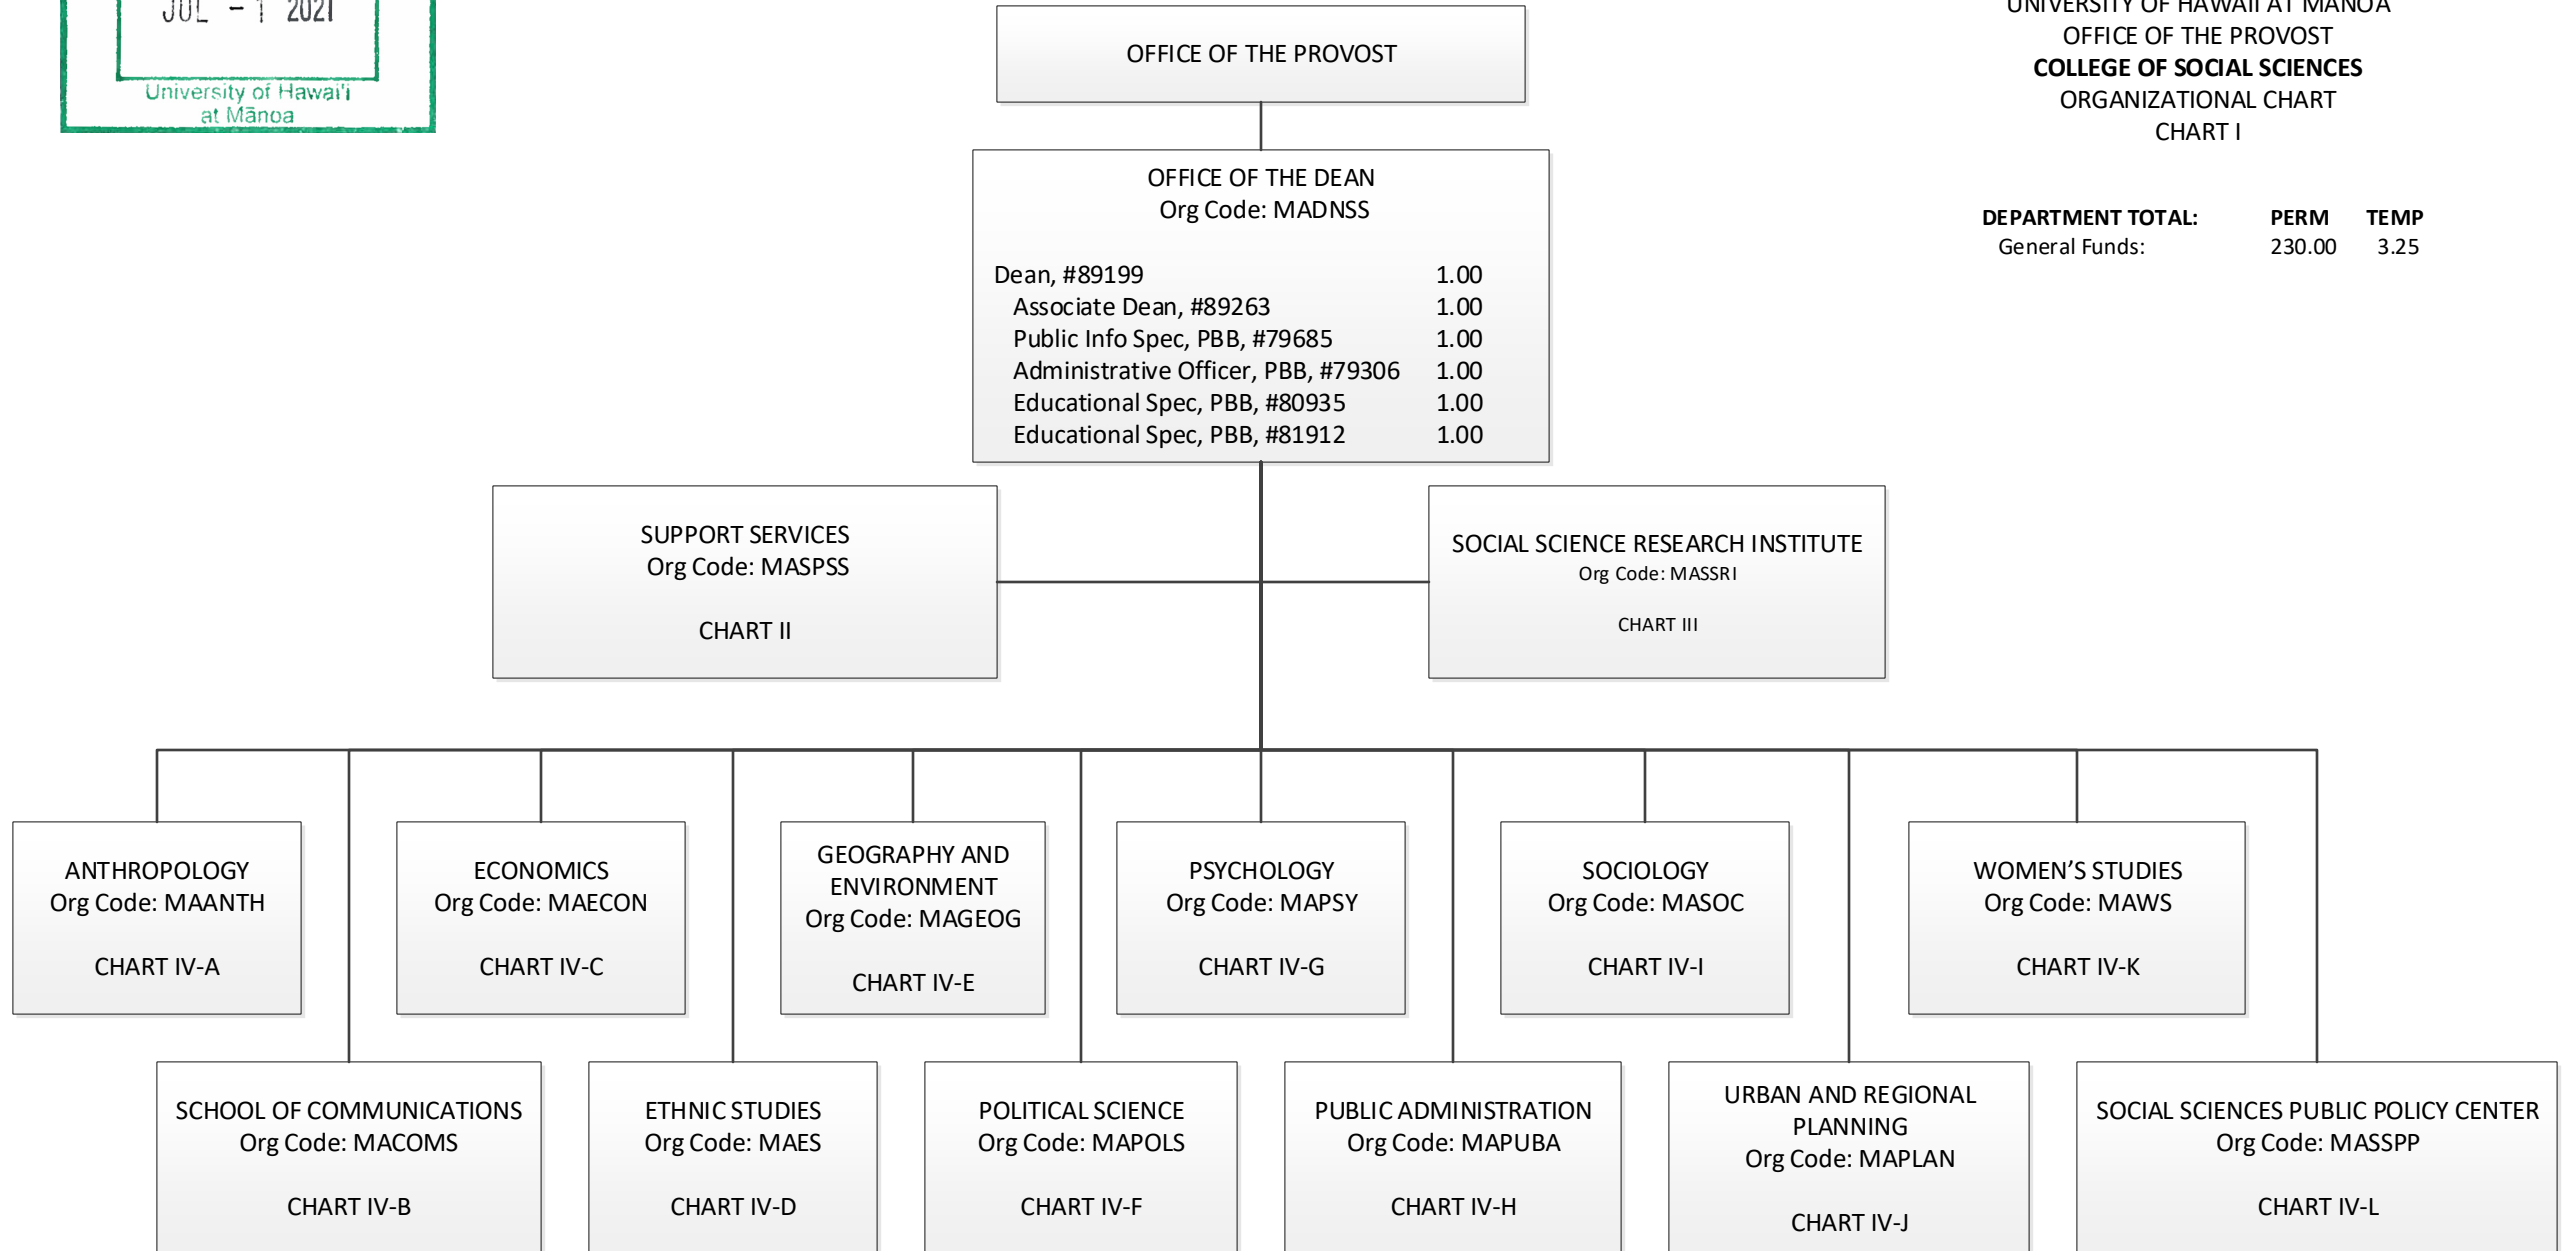 JUL - 1 2021
University of Hawai'i
at Mānoa
UNIVERSITY OF HAWAII AT MANOA
OFFICE OF THE PROVOST
COLLEGE OF SOCIAL SCIENCES
ORGANIZATIONAL CHART
CHART I
DEPARTMENT TOTAL: PERM TEMP
General Funds: 230.00 3.25
OFFICE OF THE PROVOST
OFFICE OF THE DEAN
Org Code: MADNSS
Dean, #89199 1.00
Associate Dean, #89263 1.00
Public Info Spec, PBB, #79685 1.00
Administrative Officer, PBB, #79306 1.00
Educational Spec, PBB, #80935 1.00
Educational Spec, PBB, #81912 1.00
SUPPORT SERVICES
Org Code: MASPSS
CHART II
SOCIAL SCIENCE RESEARCH INSTITUTE
Org Code: MASSRI
CHART III
ANTHROPOLOGY
Org Code: MAANTH
CHART IV-A
ECONOMICS
Org Code: MAECON
CHART IV-C
GEOGRAPHY AND
ENVIRONMENT
Org Code: MAGEOG
CHART IV-E
PSYCHOLOGY
Org Code: MAPSY
CHART IV-G
SOCIOLOGY
Org Code: MASOC
CHART IV-I
WOMEN’S STUDIES
Org Code: MAWS
CHART IV-K
SCHOOL OF COMMUNICATIONS
Org Code: MACOMS
CHART IV-B
ETHNIC STUDIES
Org Code: MAES
CHART IV-D
POLITICAL SCIENCE
Org Code: MAPOLS
CHART IV-F
PUBLIC ADMINISTRATION
Org Code: MAPUBA
CHART IV-H
URBAN AND REGIONAL
PLANNING
Org Code: MAPLAN
CHART IV-J
SOCIAL SCIENCES PUBLIC POLICY CENTER
Org Code: MASSPP
CHART IV-L